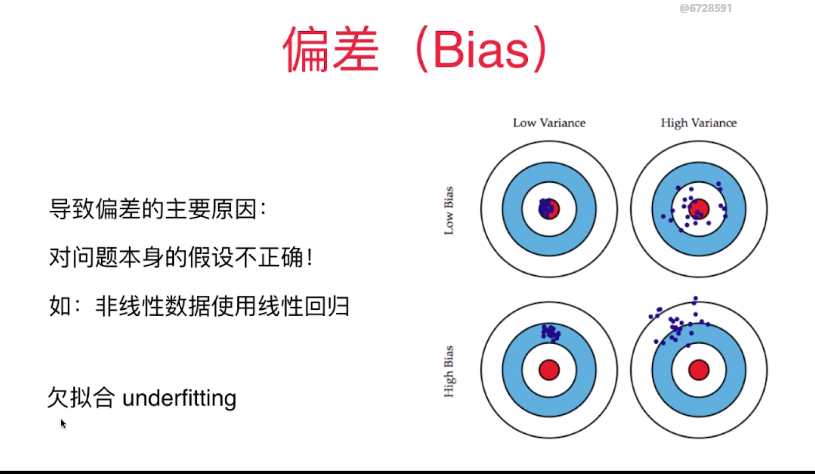 @6728591
偏差（Bias）
Low Variance
High Variance
Low Bias
导致偏差的主要原因：
对问题本身的假设不正确！
如：非线性数据使用线性回归
High Bias
欠拟合 underfitting